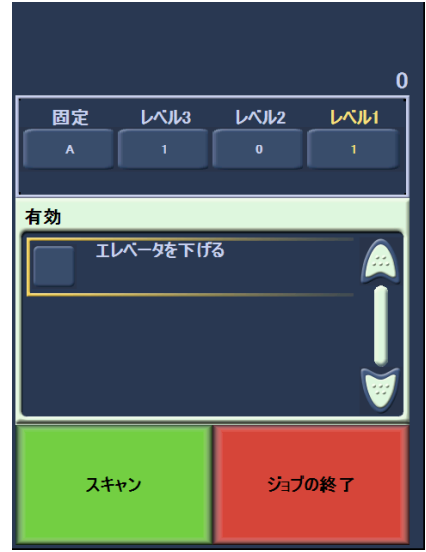 0
固定 レベル3 レベル2 レベル1
A 1 0 1
有効
エレベータを下げる
スキャン ジョブの終了